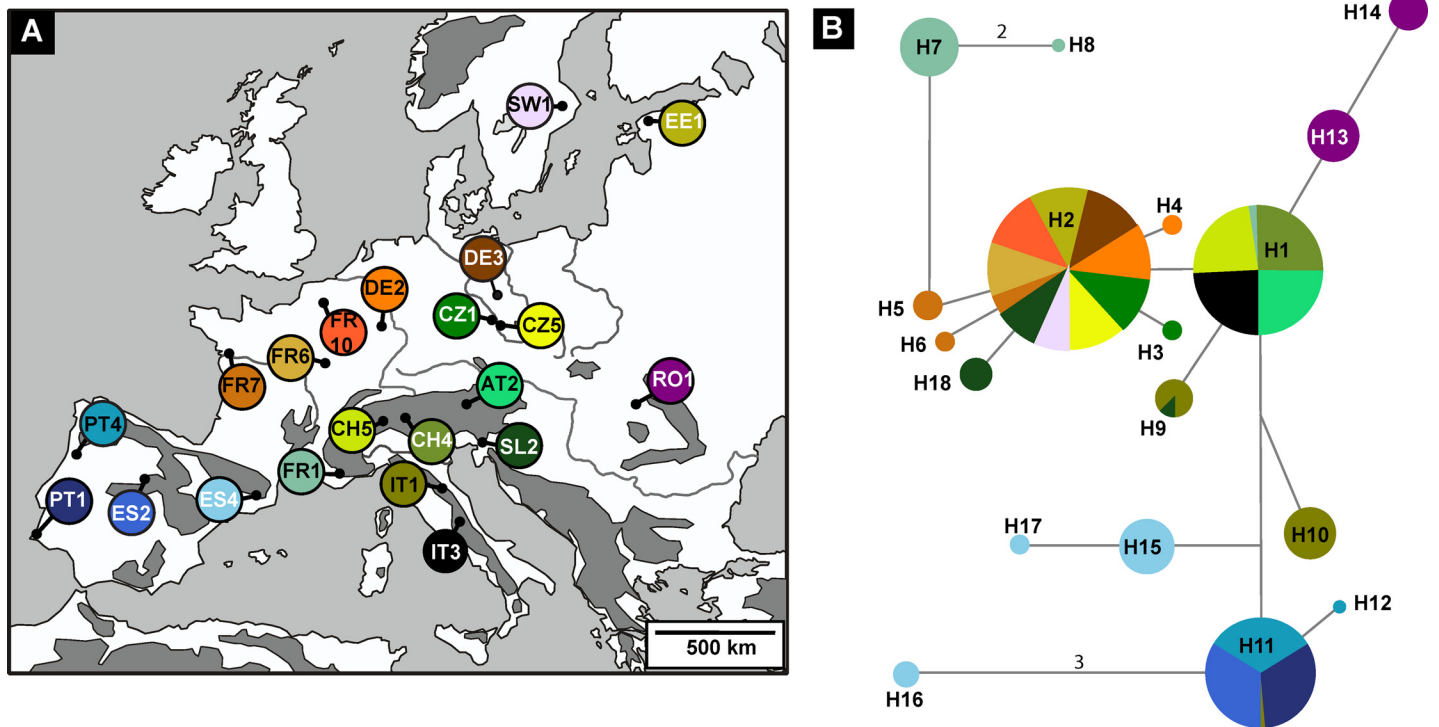 A
SW1
EE1
DE3
DE2
CZ1
CZ5
FR
10
FR6
FR7
AT2
RO1
PT4
CH5
CH4
SL2
FR1
IT1
PT1
ES2
ES4
IT3
500 km
B
H14
H7
2
H8
H13
H2
H4
H1
H5
H6
H3
H18
H9
H17
H15
H10
H12
H11
3
H16